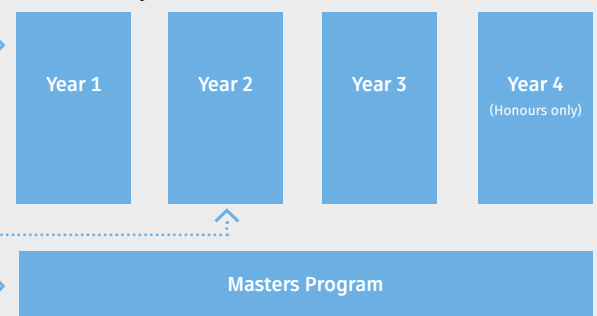 Year 1
Year 2
Year 3
Year 4
(Honours only)
Masters Program